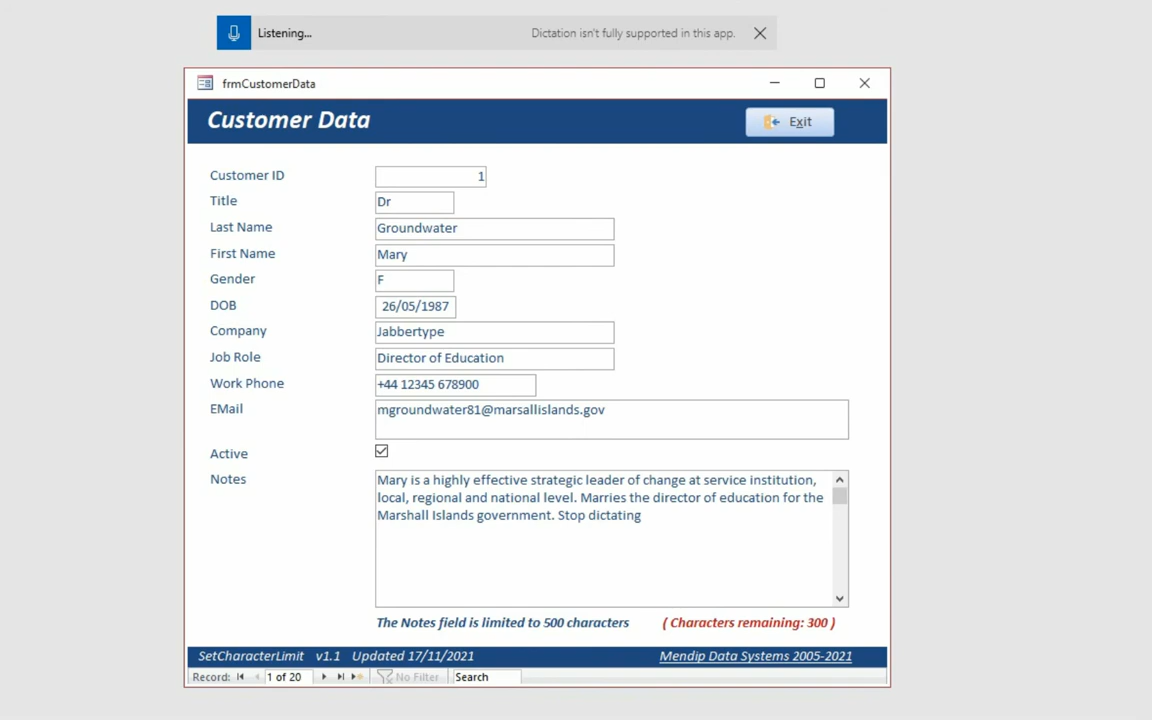 Listening...
Dictation isn't fully supported in this app.
frmCustomerData
Customer Data
Exit
Customer ID 1
Title Dr
Last Name Groundwater
First Name Mary
Gender F
DOB 26/05/1987
Company Jabbertype
Job Role Director of Education
Work Phone +44 12345 678900
EMail mgroundwater81@marsallislands.gov
Active
Notes
Mary is a highly effective strategic leader of change at service institution,
local, regional and national level. Marries the director of education for the
Marshall Islands government. Stop dictating
The Notes field is limited to 500 characters ( Characters remaining: 300 )
SetCharacterLimit v1.1 Updated 17/11/2021 Mendip Data Systems 2005-2021
Record: 1 of 20 No Filter Search